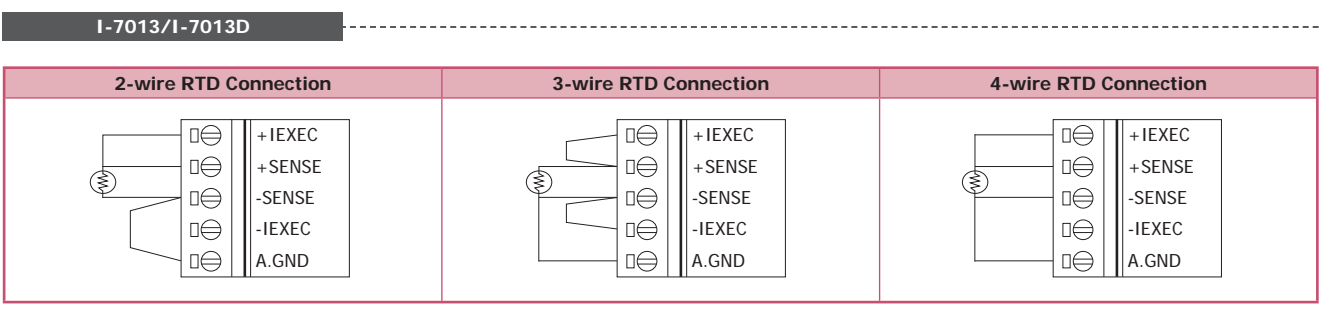 I-7013/I-7013D
2-wire RTD Connection
+IEXEC
+SENSE
-SENSE
-IEXEC
A.GND
3-wire RTD Connection
+IEXEC
+SENSE
-SENSE
-IEXEC
A.GND
4-wire RTD Connection
+IEXEC
+SENSE
-SENSE
-IEXEC
A.GND